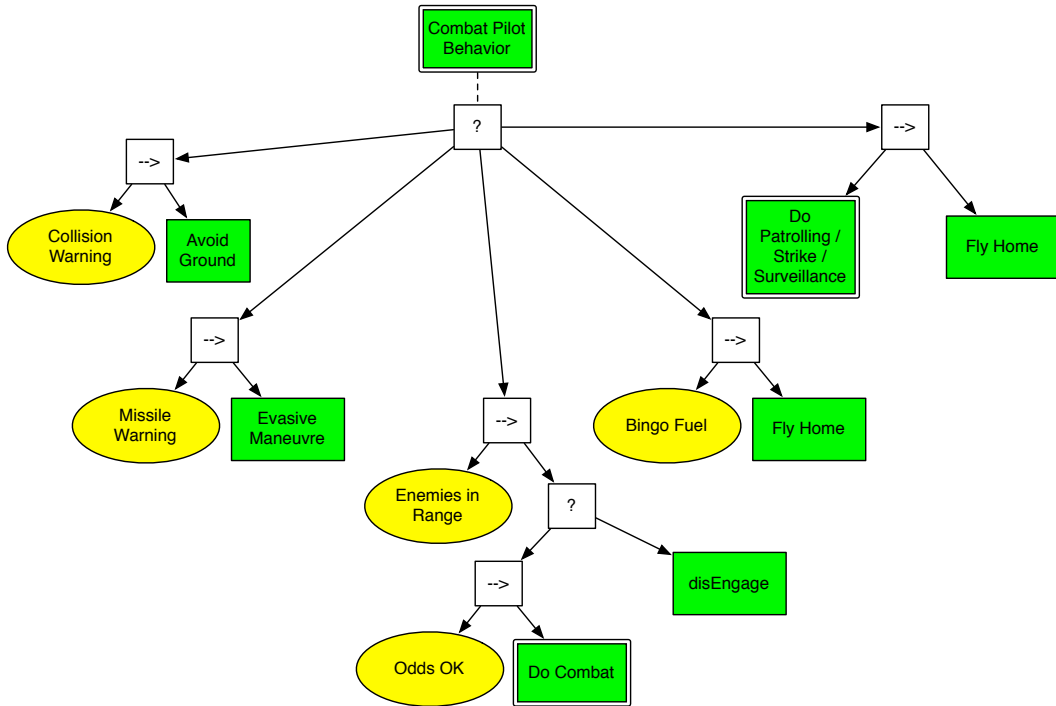 Combat Pilot
Behavior
?
-->
-->
Collision
Warning
Avoid
Ground
Do
Patrolling /
Strike /
Surveillance
Fly Home
-->
-->
Missile
Warning
Evasive
Maneuvre
-->
Bingo Fuel
Fly Home
Enemies in
Range
?
-->
disEngage
Odds OK
Do Combat